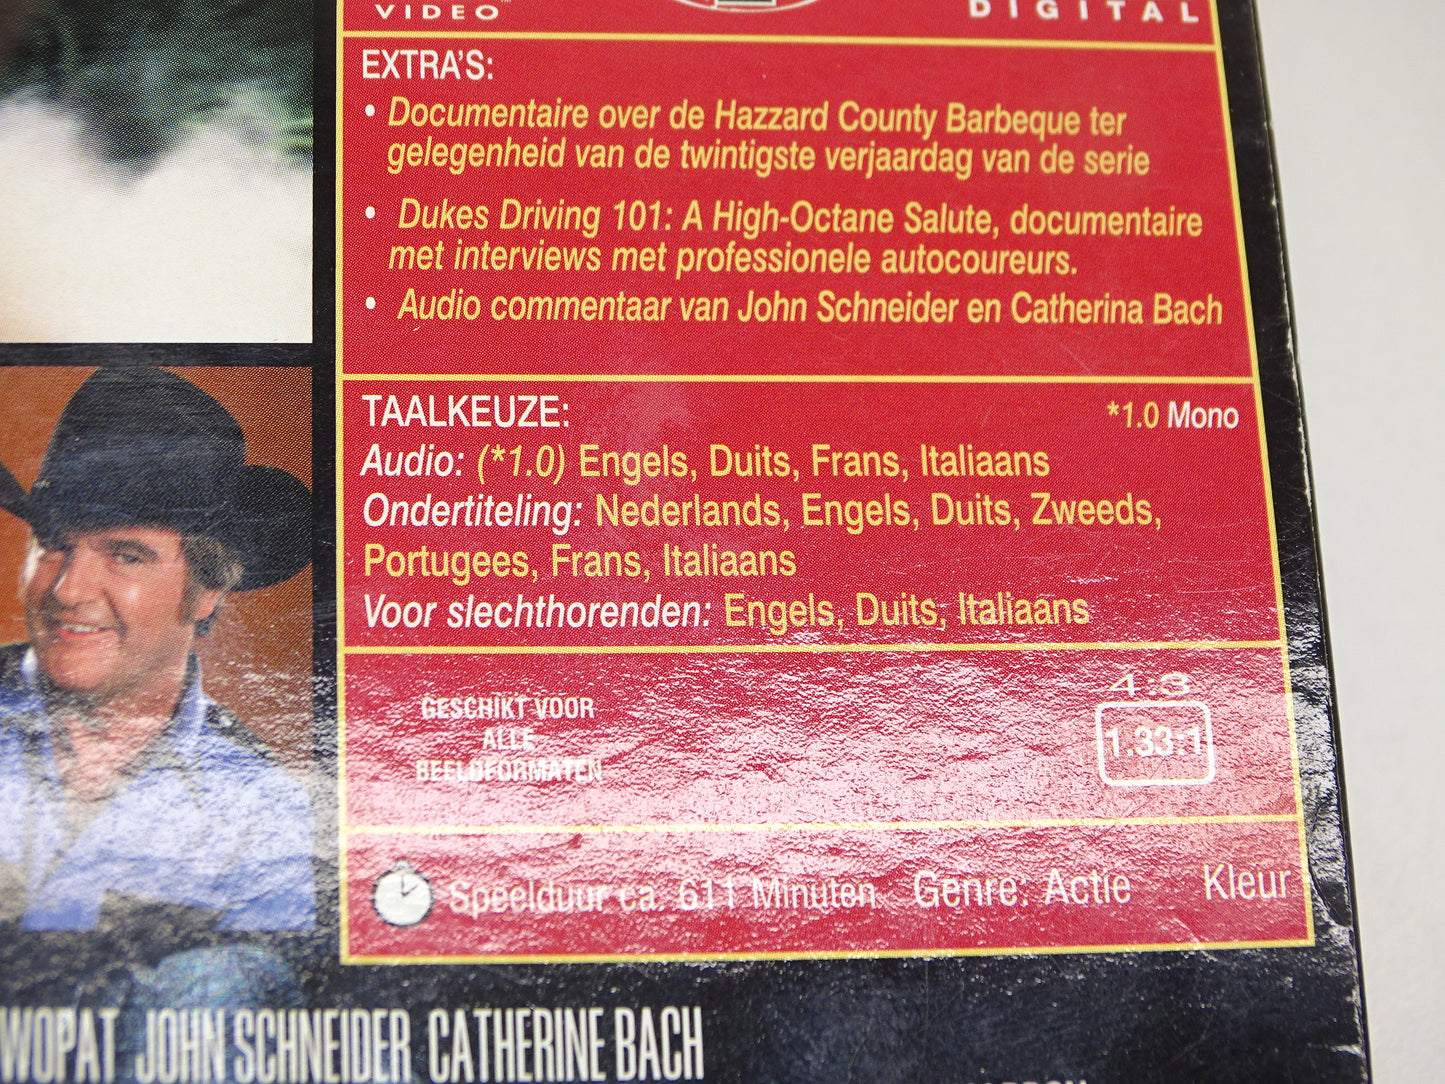 VIDEO
DIGITAL
EXTRA'S:
• Documentaire over de Hazzard County Barbeque ter
gelegenheid van de twintigste verjaardag van de serie
• Dukes Driving 101: A High-Octane Salute, documentaire
met interviews met professionele autocoureurs.
• Audio commentaar van John Schneider en Catherina Bach
TAALKEUZE: *1.0 Mono
Audio: (*1.0) Engels, Duits, Frans, Italiaans
Ondertiteling: Nederlands, Engels, Duits, Zweeds,
Portugees, Frans, Italiaans
Voor slechthorenden: Engels, Duits, Italiaans
GESCHIKT VOOR
ALLE
BEELDFORMATEN
4:3
1.33:1
Speelduur ca. 611 Minuten Genre: Actie Kleur
WOPAT JOHN SCHNEIDER CATHERINE BACH